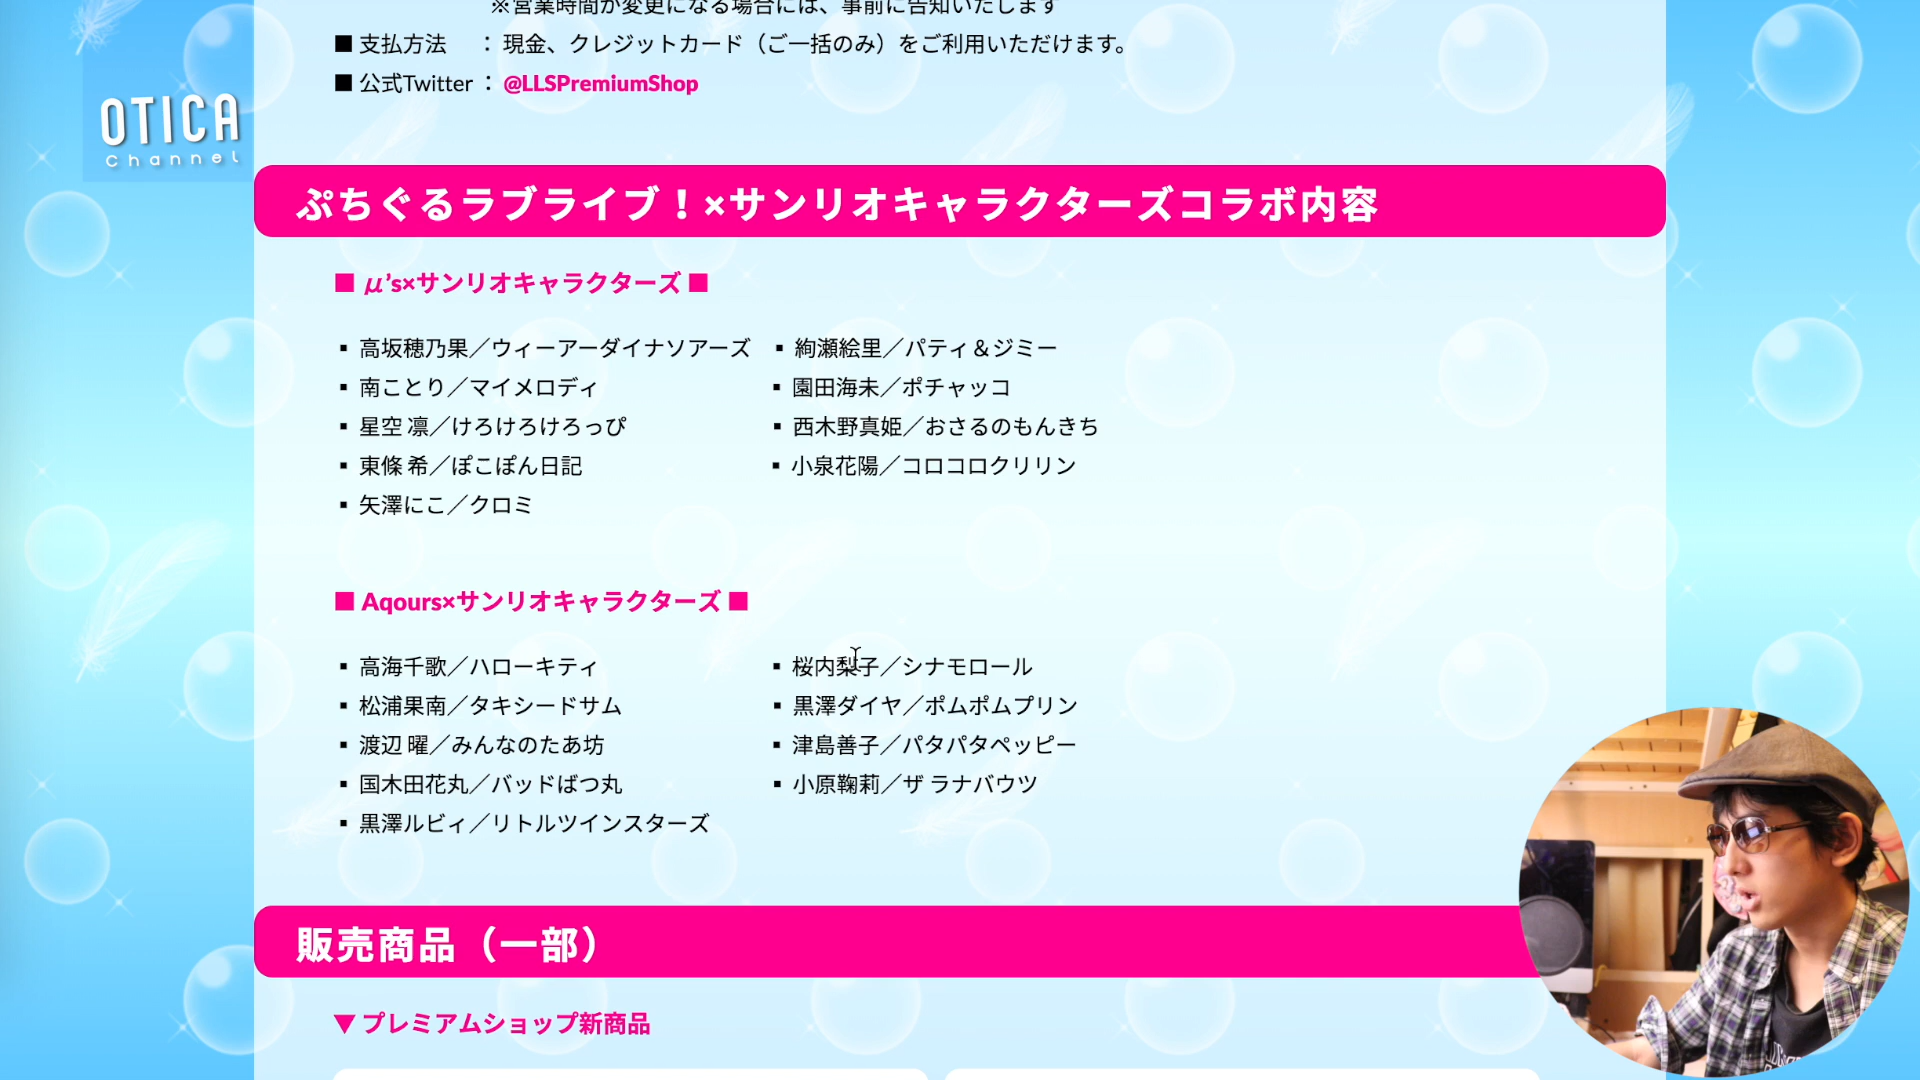 ※営業時間が変更になる場合には、事前に告知いたします
■ 支払方法 ： 現金、クレジットカード（ご一括のみ）をご利用いただけます。
■ 公式Twitter ： @LLSPremiumShop
OTICA
Channel
ぷちぐるラブライブ！×サンリオキャラクターズコラボ内容
■ μ’s×サンリオキャラクターズ ■
▪ 高坂穂乃果／ウィーアーダイナソアーズ ▪ 絢瀬絵里／パティ＆ジミー
▪ 南ことり／マイメロディ ▪ 園田海未／ポチャッコ
▪ 星空 凛／けろけろけろっぴ ▪ 西木野真姫／おさるのもんきち
▪ 東條 希／ぽこぽん日記 ▪ 小泉花陽／コロコロクリリン
▪ 矢澤にこ／クロミ
■ Aqours×サンリオキャラクターズ ■
▪ 高海千歌／ハローキティ ▪ 桜内梨子／シナモロール
▪ 松浦果南／タキシードサム ▪ 黒澤ダイヤ／ポムポムプリン
▪ 渡辺 曜／みんなのたあ坊 ▪ 津島善子／パタパタペッピー
▪ 国木田花丸／バッドばつ丸 ▪ 小原鞠莉／ザ ラナバウツ
▪ 黒澤ルビィ／リトルツインスターズ
販売商品（一部）
▼ プレミアムショップ新商品